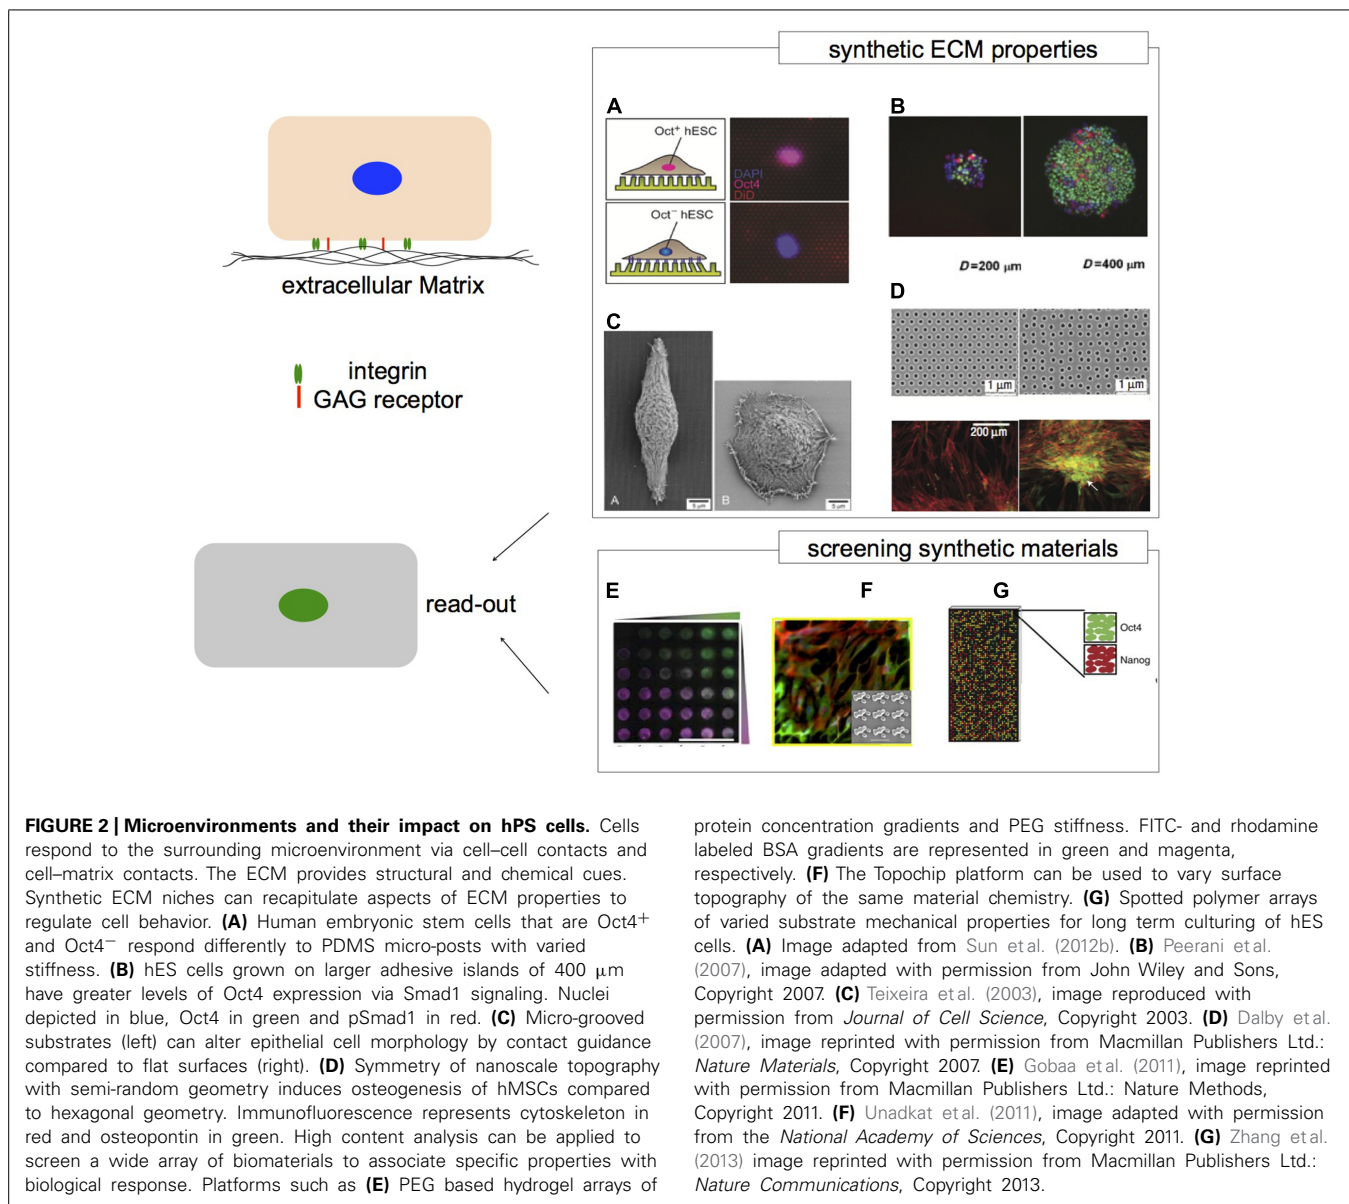 synthetic ECM properties
A
Oct⁺ hESC
DAPI
Oct4
DiD
Oct⁻ hESC
B
D=200 µm
D=400 µm
extracellular Matrix
integrin
GAG receptor
C
A
5 µm
B
5 µm
D
1 µm
1 µm
200 µm
screening synthetic materials
read-out
E
F
G
Oct4
Nanog
FIGURE 2 | Microenvironments and their impact on hPS cells. Cells
respond to the surrounding microenvironment via cell–cell contacts and
cell–matrix contacts. The ECM provides structural and chemical cues.
Synthetic ECM niches can recapitulate aspects of ECM properties to
regulate cell behavior. (A) Human embryonic stem cells that are Oct4⁺
and Oct4⁻ respond differently to PDMS micro-posts with varied
stiffness. (B) hES cells grown on larger adhesive islands of 400 µm
have greater levels of Oct4 expression via Smad1 signaling. Nuclei
depicted in blue, Oct4 in green and pSmad1 in red. (C) Micro-grooved
substrates (left) can alter epithelial cell morphology by contact guidance
compared to flat surfaces (right). (D) Symmetry of nanoscale topography
with semi-random geometry induces osteogenesis of hMSCs compared
to hexagonal geometry. Immunofluorescence represents cytoskeleton in
red and osteopontin in green. High content analysis can be applied to
screen a wide array of biomaterials to associate specific properties with
biological response. Platforms such as (E) PEG based hydrogel arrays of
protein concentration gradients and PEG stiffness. FITC- and rhodamine
labeled BSA gradients are represented in green and magenta,
respectively. (F) The Topochip platform can be used to vary surface
topography of the same material chemistry. (G) Spotted polymer arrays
of varied substrate mechanical properties for long term culturing of hES
cells. (A) Image adapted from Sun et al. (2012b). (B) Peerani et al.
(2007), image adapted with permission from John Wiley and Sons,
Copyright 2007. (C) Teixeira et al. (2003), image reproduced with
permission from Journal of Cell Science, Copyright 2003. (D) Dalby et al.
(2007), image reprinted with permission from Macmillan Publishers Ltd.:
Nature Materials, Copyright 2007. (E) Gobaa et al. (2011), image reprinted
with permission from Macmillan Publishers Ltd.: Nature Methods,
Copyright 2011. (F) Unadkat et al. (2011), image adapted with permission
from the National Academy of Sciences, Copyright 2011. (G) Zhang et al.
(2013) image reprinted with permission from Macmillan Publishers Ltd.:
Nature Communications, Copyright 2013.